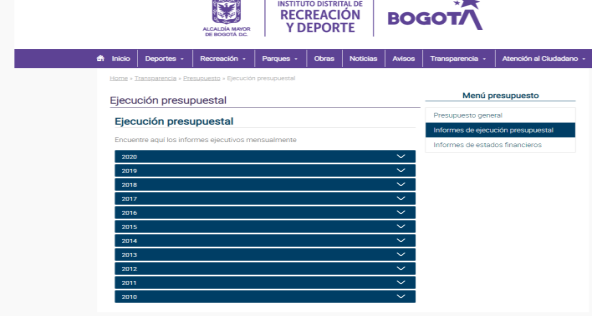 INSTITUTO DISTRITAL DE
RECREACIÓN
Y DEPORTE
ALCALDÍA MAYOR
DE BOGOTÁ D.C.
BOGOTÁ
Inicio Deportes Recreación Parques Obras Noticias Avisos Transparencia Atención al Ciudadano
Home » Transparencia » Presupuesto » Ejecución presupuestal
Ejecución presupuestal
Ejecución presupuestal
Encuentre aquí los informes ejecutivos mensualmente
2020
2019
2018
2017
2016
2015
2014
2013
2012
2011
2010
Menú presupuesto
Presupuesto general
Informes de ejecución presupuestal
Informes de estados financieros